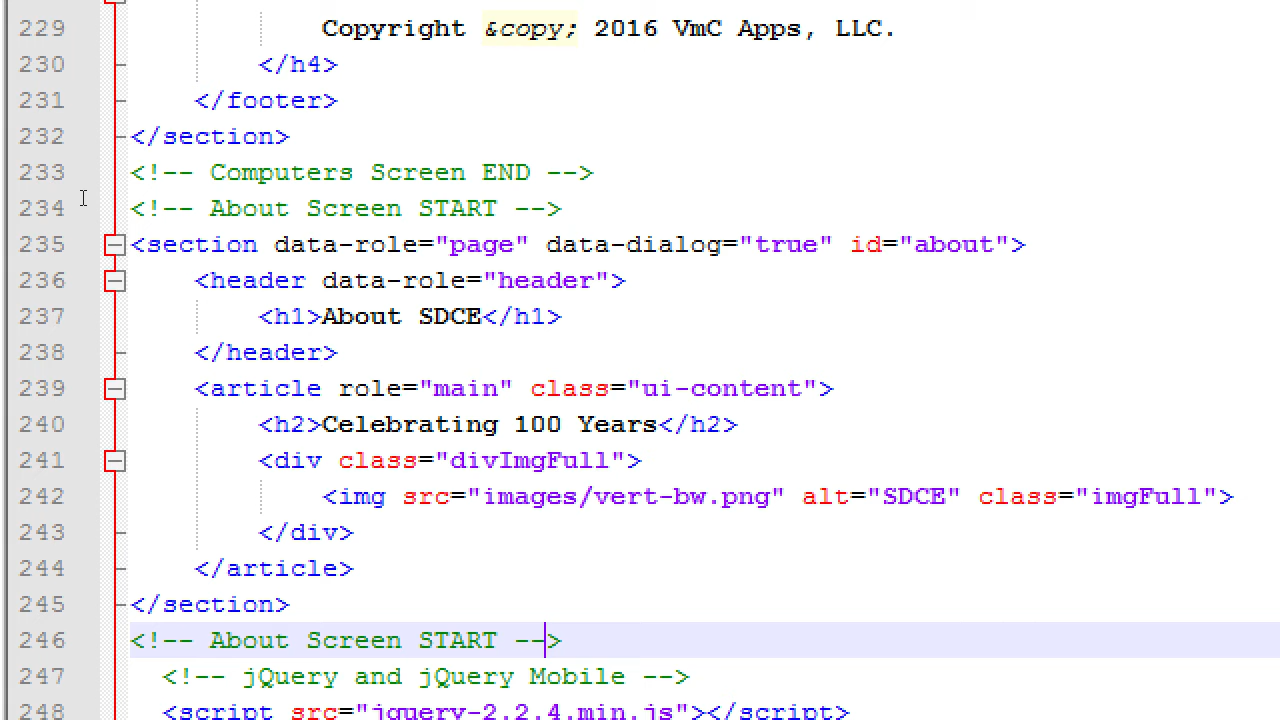 229 Copyright &copy; 2016 VmC Apps, LLC.
230 </h4>
231 </footer>
232 </section>
233 <!-- Computers Screen END -->
234 <!-- About Screen START -->
235 <section data-role="page" data-dialog="true" id="about">
236 <header data-role="header">
237 <h1>About SDCE</h1>
238 </header>
239 <article role="main" class="ui-content">
240 <h2>Celebrating 100 Years</h2>
241 <div class="divImgFull">
242 <img src="images/vert-bw.png" alt="SDCE" class="imgFull">
243 </div>
244 </article>
245 </section>
246 <!-- About Screen START -->
247 <!-- jQuery and jQuery Mobile -->
248 <script src="jquery-2.2.4.min.js"></script>